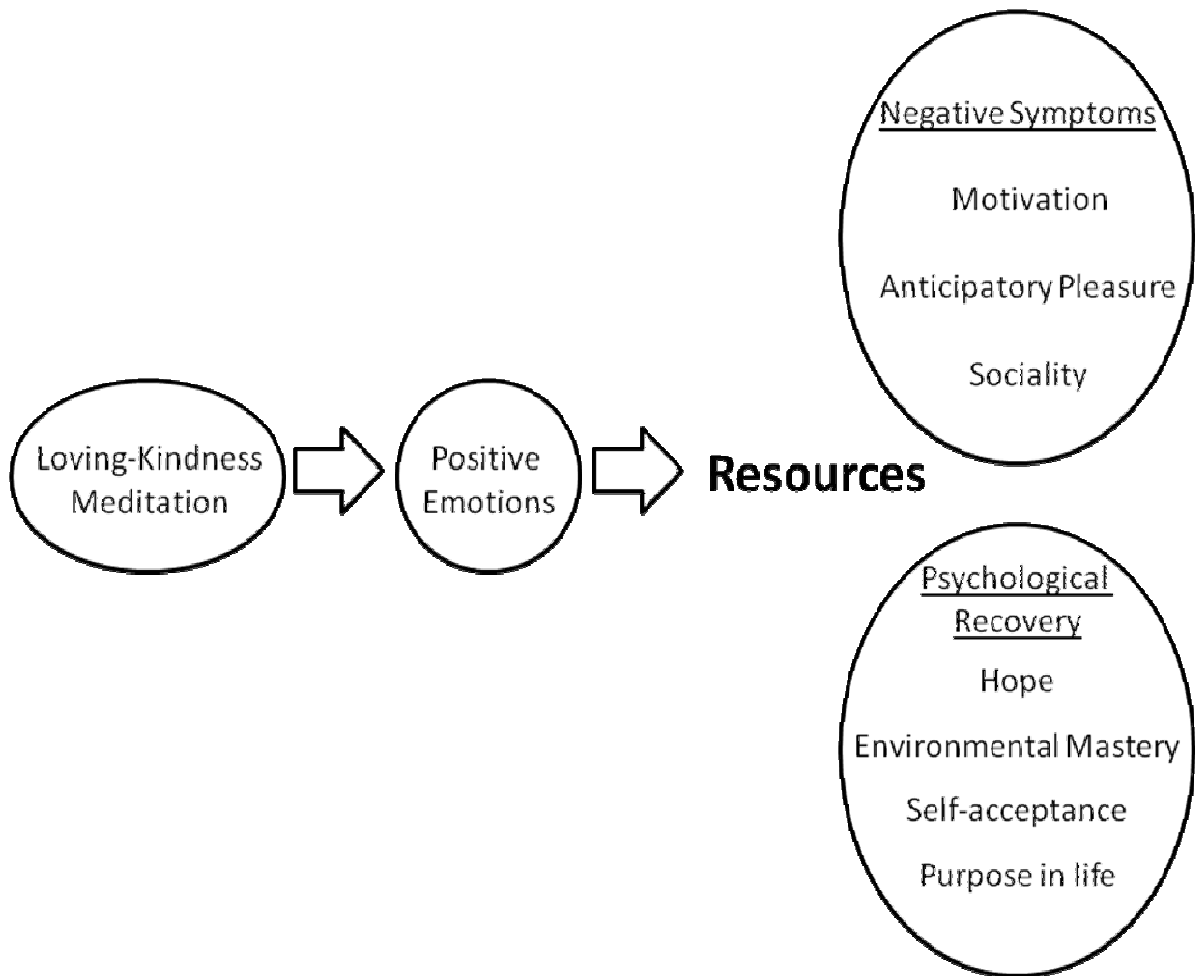 Loving-Kindness
Meditation
Positive
Emotions
Resources
Negative Symptoms
Motivation
Anticipatory Pleasure
Sociality
Psychological
Recovery
Hope
Environmental Mastery
Self-acceptance
Purpose in life